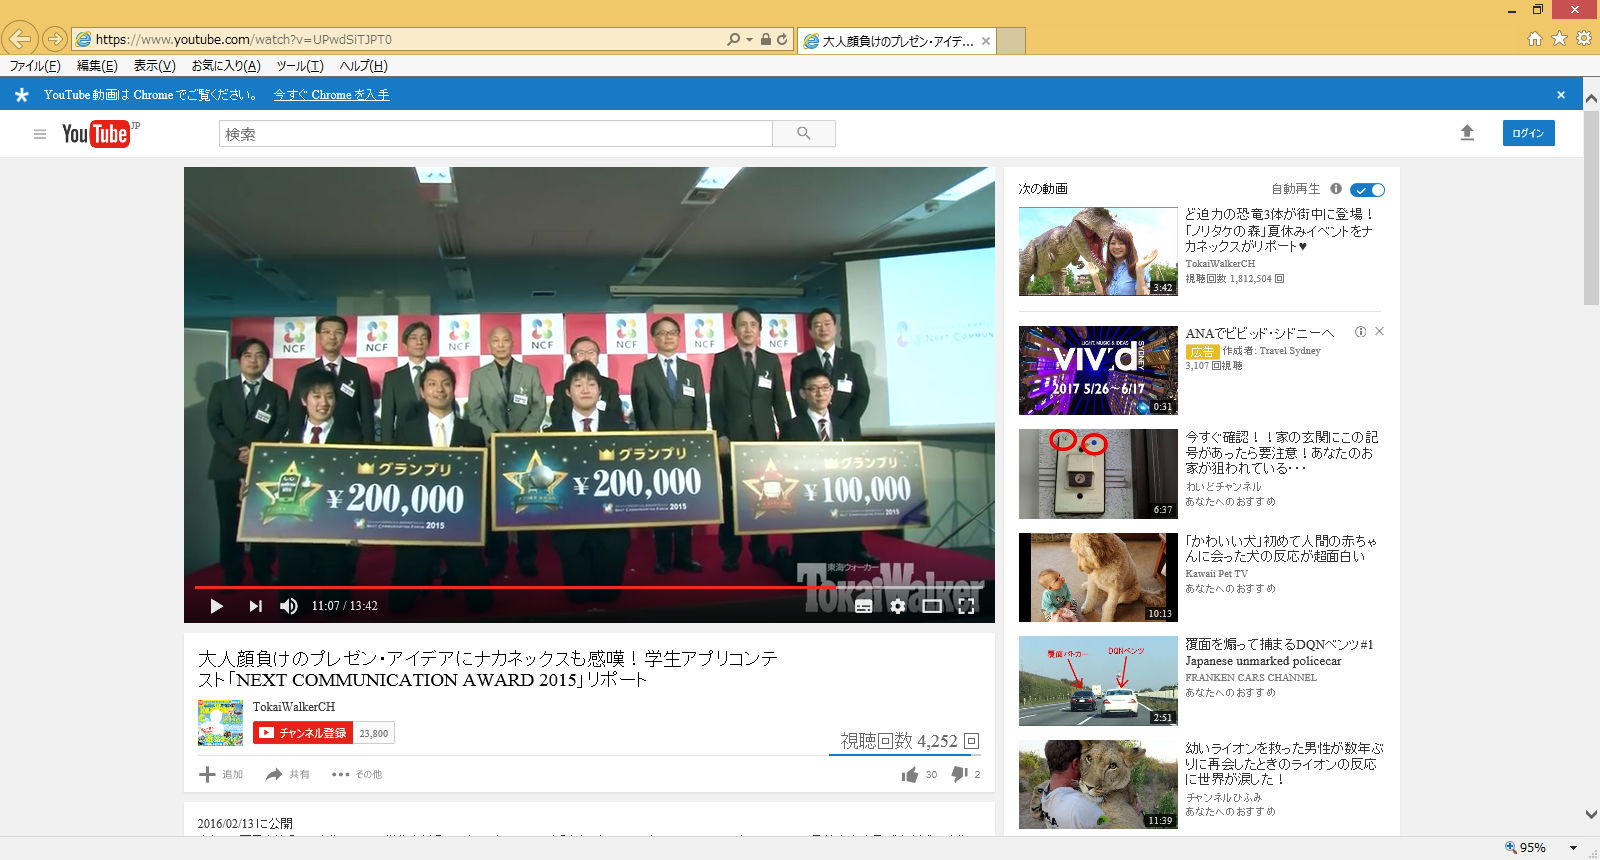 https://www.youtube.com/watch?v=UPwdSiTJPT0
大人顔負けのプレゼン・アイデ...
ファイル(F) 編集(E) 表示(V) お気に入り(A) ツール(T) ヘルプ(H)
YouTube 動画は Chrome でご覧ください。 今すぐ Chrome を入手
YouTube JP
検索
ログイン
NCF NCF NCF NCF
グランプリ
¥200,000
NEXT COMMUNICATION FORUM 2015
グランプリ
¥200,000
NEXT COMMUNICATION FORUM 2015
グランプリ
¥100,000
NEXT COMMUNICATION FORUM 2015
東海ウォーカー
TokaiWalker
11:07 / 13:42
大人顔負けのプレゼン・アイデアにナカネックスも感嘆！学生アプリコンテ
スト「NEXT COMMUNICATION AWARD 2015」リポート
TokaiWalkerCH
チャンネル登録 23,800
視聴回数 4,252 回
追加 共有 その他 30 2
2016/02/13 に公開
次の動画 自動再生
ど迫力の恐竜3体が街中に登場！
「ノリタケの森」夏休みイベントをナ
カネックスがリポート♥
TokaiWalkerCH
視聴回数 1,812,504 回
3:42
LIGHT, MUSIC & IDEAS
vivid SYDNEY
2017 5/26～6/17
0:31
ANAでビビッド・シドニーへ
広告 作成者: Travel Sydney
3,107 回視聴
今すぐ確認！！家の玄関にこの記
号があったら要注意！あなたのお
家が狙われている・・・
わいどチャンネル
あなたへのおすすめ
6:37
「かわいい犬」初めて人間の赤ちゃ
んに会った犬の反応が超面白い
Kawaii Pet TV
あなたへのおすすめ
10:13
覆面パトカー DQNベンツ
2:51
覆面を煽って捕まるDQNベンツ#1
Japanese unmarked policecar
FRANKEN CARS CHANNEL
あなたへのおすすめ
幼いライオンを救った男性が数年ぶ
りに再会したときのライオンの反応
に世界が涙した！
チャンネルひふみ
あなたへのおすすめ
11:39
95%